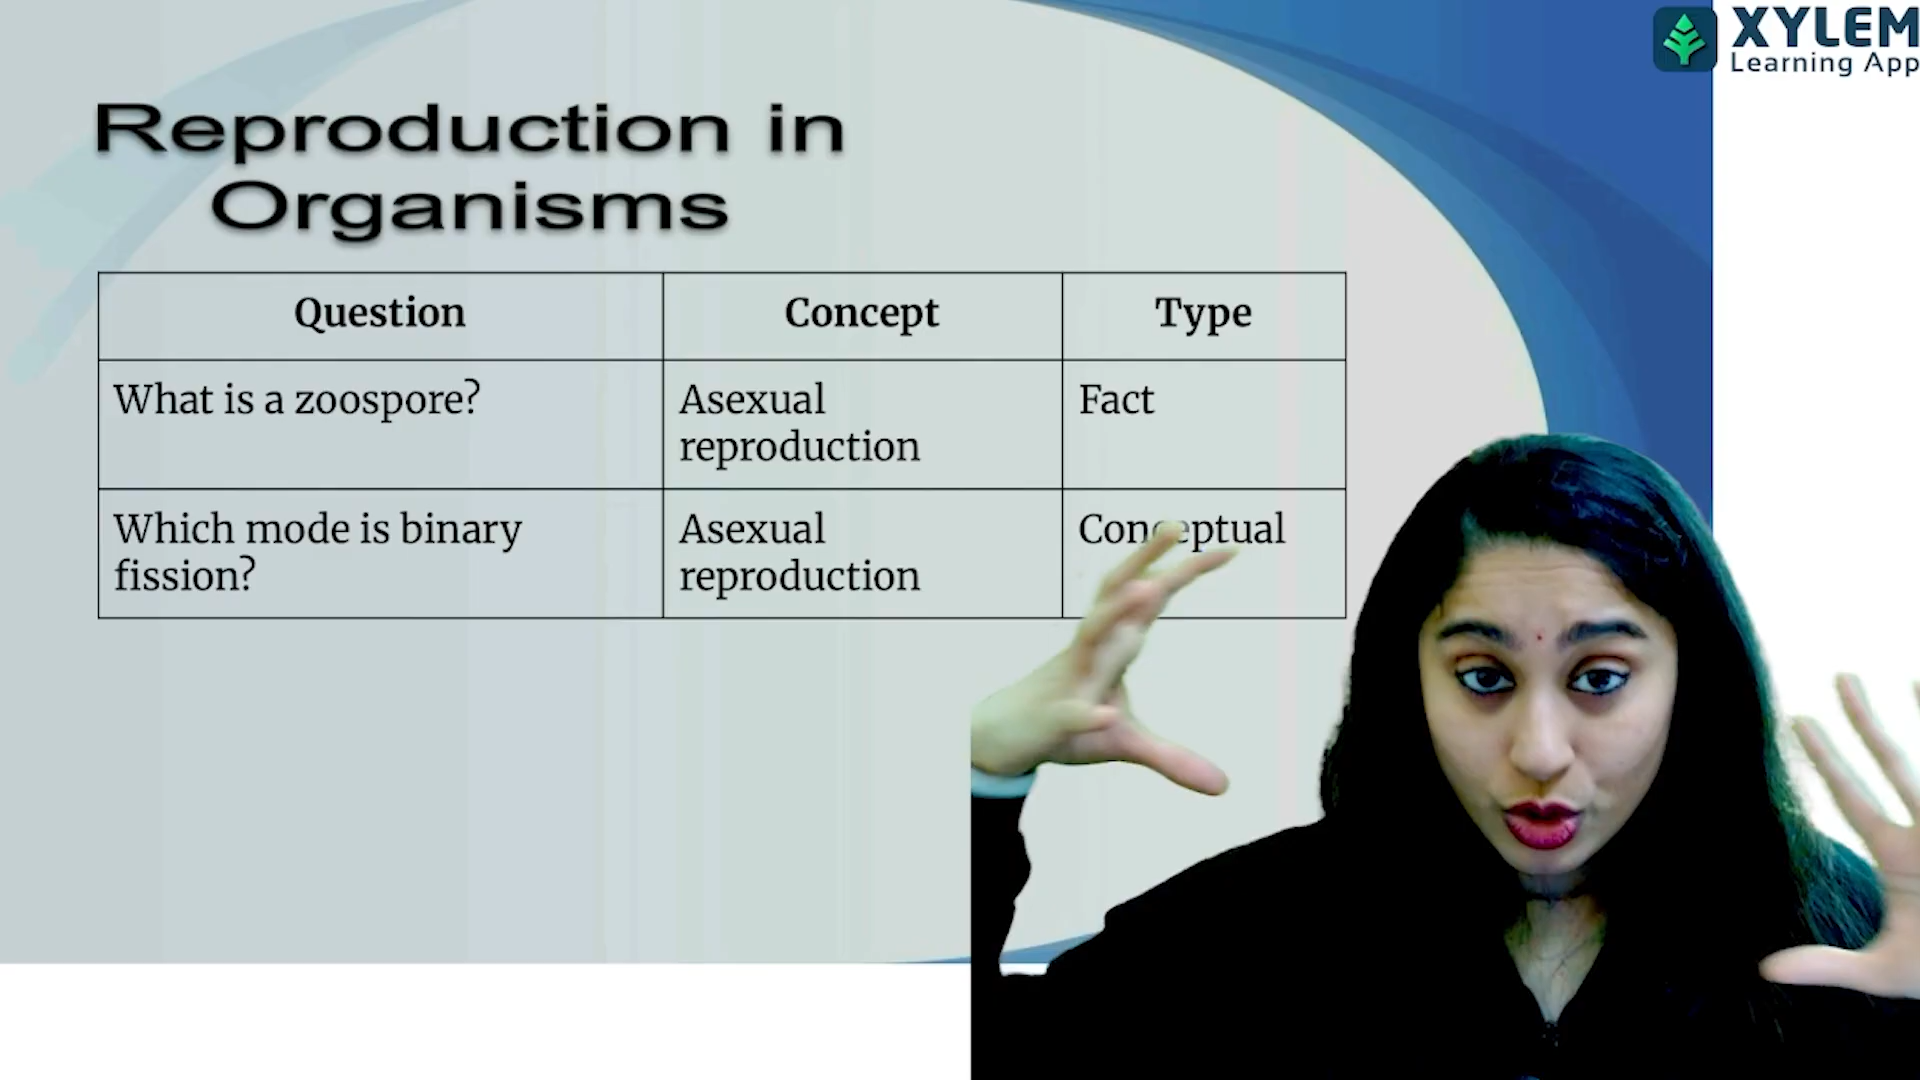 XYLEM
Learning App
Reproduction in
Organisms
Question Concept Type
What is a zoospore? Asexual Fact
reproduction
Which mode is binary Asexual Conceptual
fission? reproduction